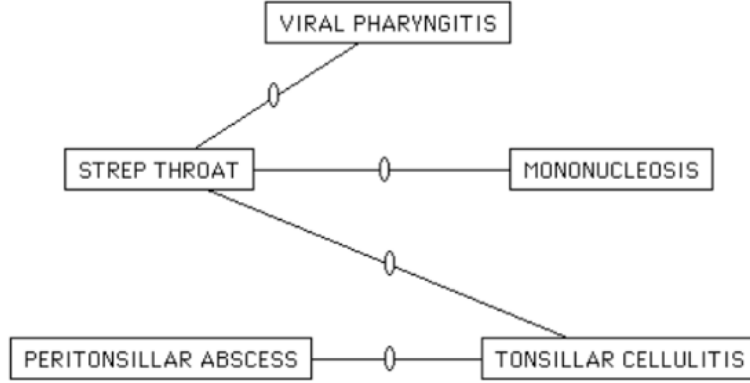 VIRAL PHARYNGITIS
STREP THROAT
MONONUCLEOSIS
PERITONSILLAR ABSCESS
TONSILLAR CELLULITIS